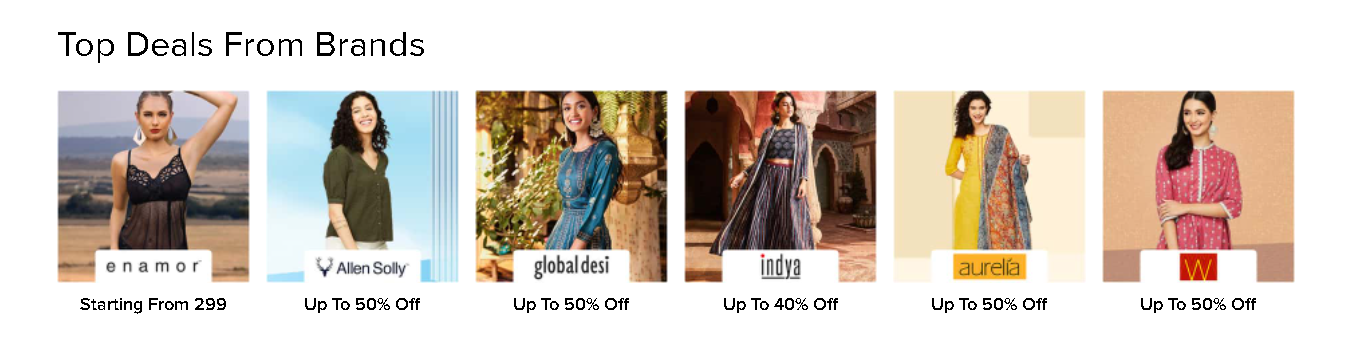 Top Deals From Brands
enamor
Allen Solly
global desi
indya
aurelía
W
Starting From 299
Up To 50% Off
Up To 50% Off
Up To 40% Off
Up To 50% Off
Up To 50% Off